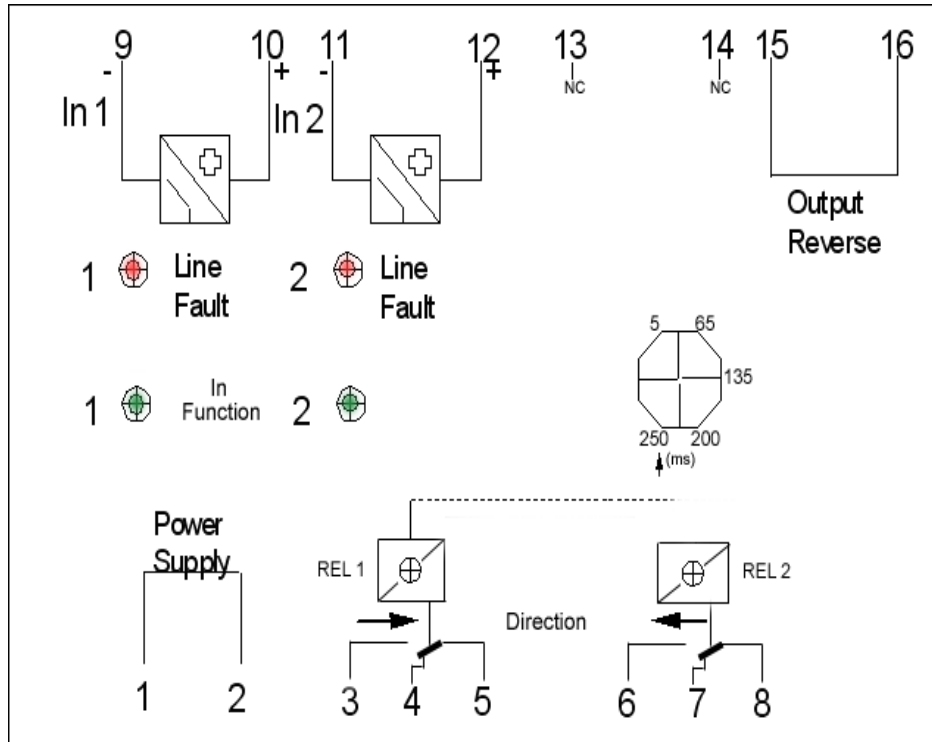 9 10 11 12 13 14 15 16
- + - + NC NC
In 1 In 2
Output
Reverse
1 Line
Fault
2 Line
Fault
5 65
135
250 200
(ms)
1 In
Function
2
Power
Supply
REL 1 REL 2
Direction
1 2 3 4 5 6 7 8